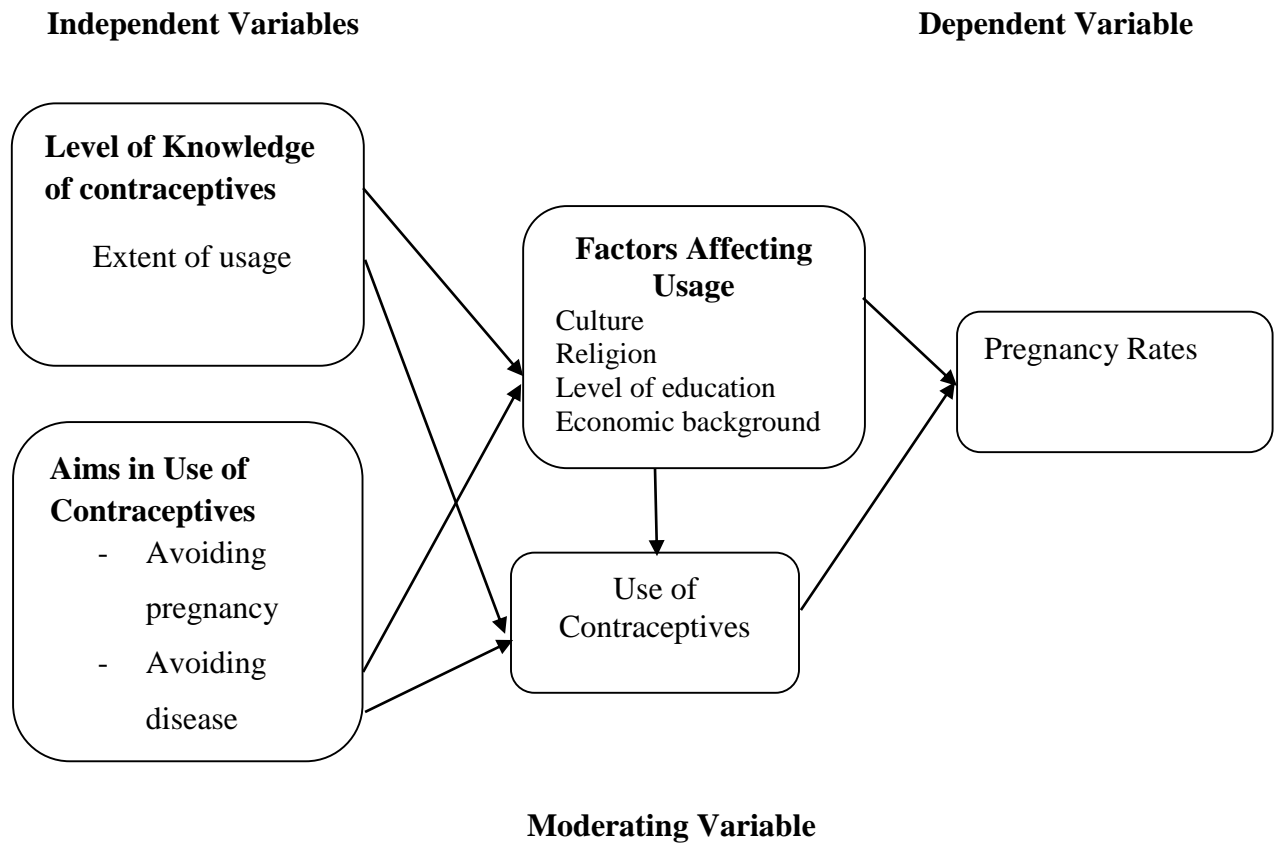 Independent Variables
Dependent Variable
Level of Knowledge
of contraceptives
Extent of usage
Aims in Use of
Contraceptives
- Avoiding
pregnancy
- Avoiding
disease
Factors Affecting
Usage
Culture
Religion
Level of education
Economic background
Use of
Contraceptives
Pregnancy Rates
Moderating Variable